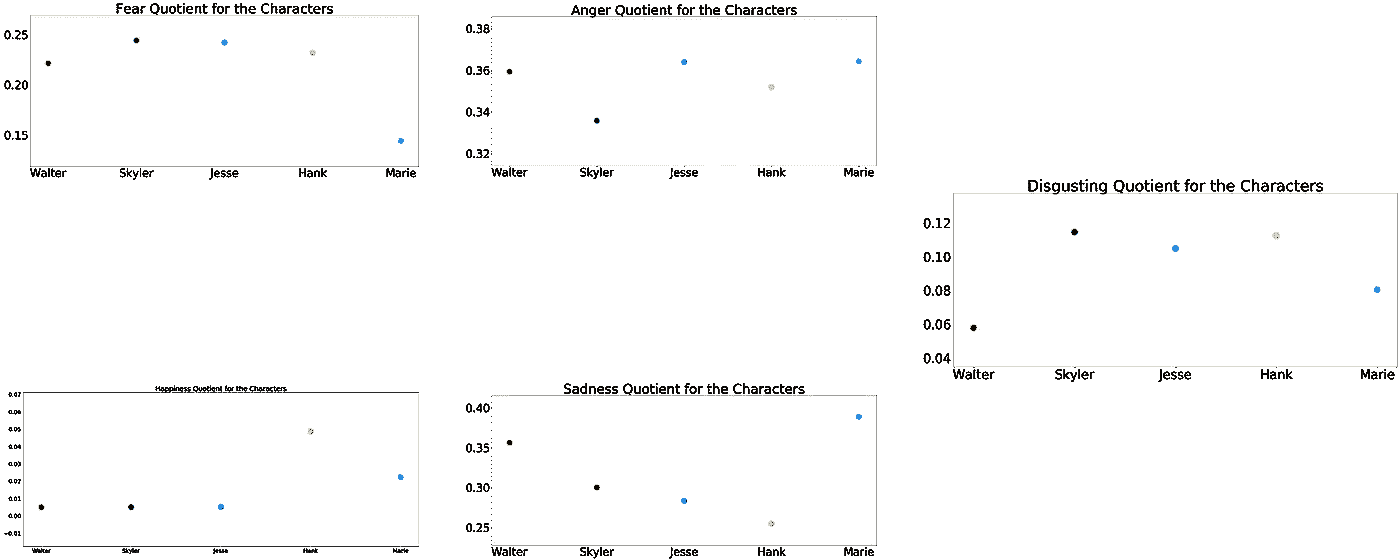 Fear Quotient for the Characters
0.25
0.20
0.15
Walter Skyler Jesse Hank Marie
Anger Quotient for the Characters
0.38
0.36
0.34
0.32
Walter Skyler Jesse Hank Marie
Disgusting Quotient for the Characters
0.12
0.10
0.08
0.06
0.04
Walter Skyler Jesse Hank Marie
Happiness Quotient for the Characters
0.07
0.06
0.05
0.04
0.03
0.02
0.01
0.00
−0.01
Walter Skyler Jesse Hank Marie
Sadness Quotient for the Characters
0.40
0.35
0.30
0.25
Walter Skyler Jesse Hank Marie